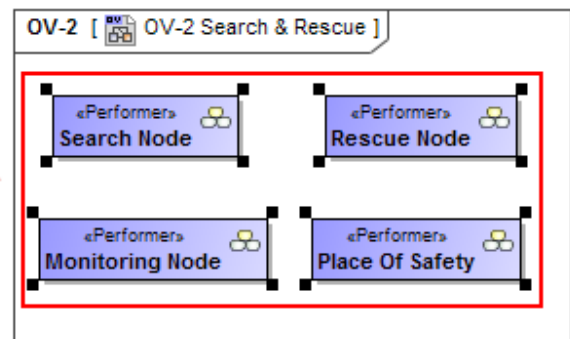 OV-2 [ OV-2 Search & Rescue ]
«Performer»
Search Node
«Performer»
Rescue Node
«Performer»
Monitoring Node
«Performer»
Place Of Safety